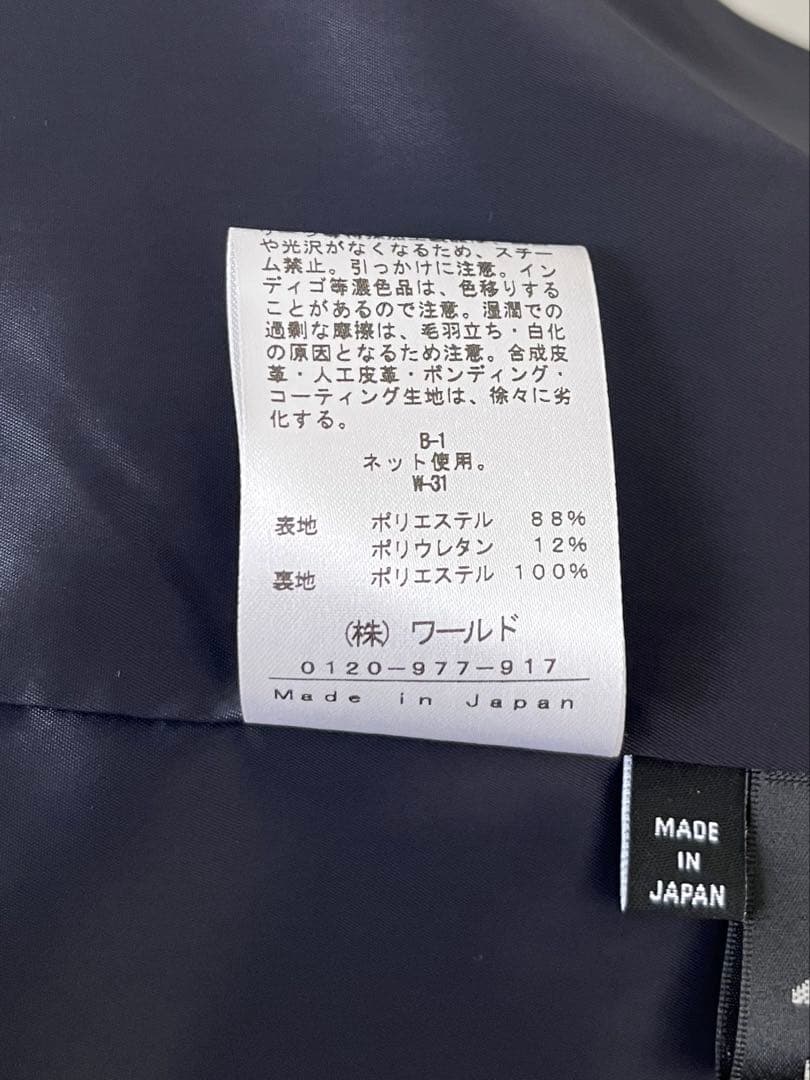 や光沢がなくなるため、スチー
ム禁止。引っかけに注意。イン
ディゴ等濃色品は、色移りする
ことがあるので注意。湿潤での
過剰な摩擦は、毛羽立ち・白化
の原因となるため注意。合成皮
革・人工皮革・ボンディング・
コーティング生地は、徐々に劣
化する。
B-1
ネット使用。
W-31
表地 ポリエステル 88%
ポリウレタン 12%
裏地 ポリエステル 100%
(株) ワールド
0120-977-917
Made in Japan
MADE
IN
JAPAN